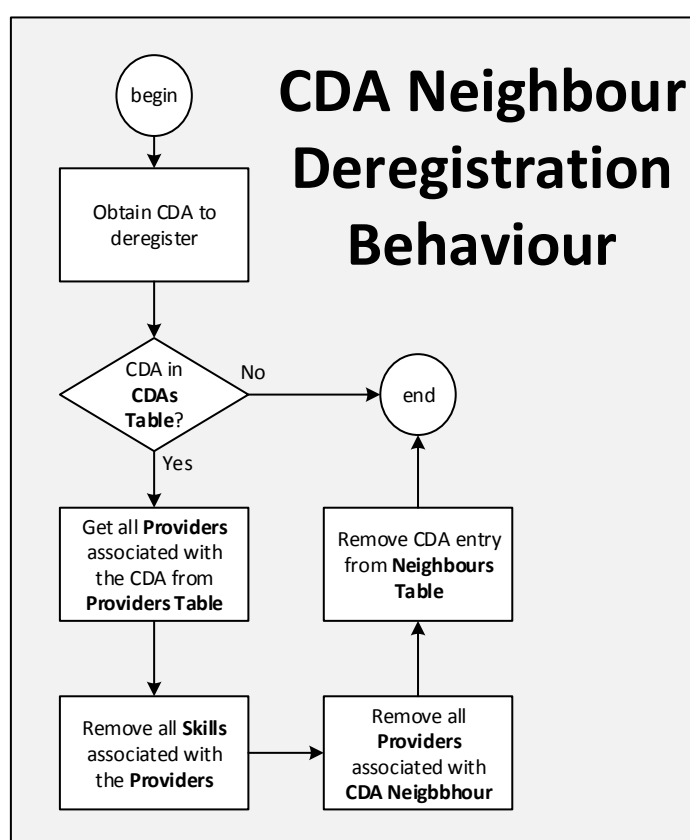 begin
CDA Neighbour
Deregistration
Behaviour
Obtain CDA to
deregister
CDA in
CDAs
Table?
No
end
Yes
Get all Providers
associated with
the CDA from
Providers Table
Remove CDA entry
from Neighbours
Table
Remove all Skills
associated with
the Providers
Remove all
Providers
associated with
CDA Neigbbhour